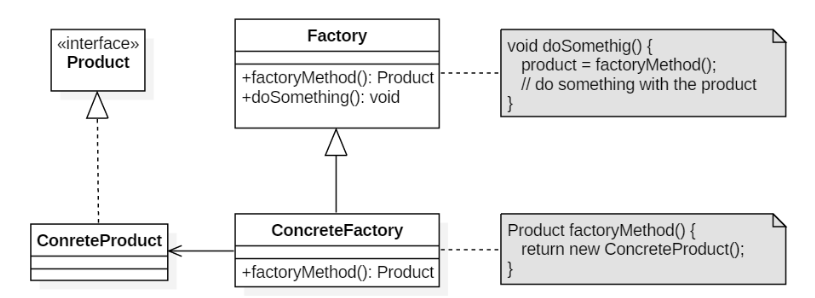 «interface»
Product
Factory
+factoryMethod(): Product
+doSomething(): void
void doSomethig() {
product = factoryMethod();
// do something with the product
}
ConreteProduct
ConcreteFactory
+factoryMethod(): Product
Product factoryMethod() {
return new ConcreteProduct();
}